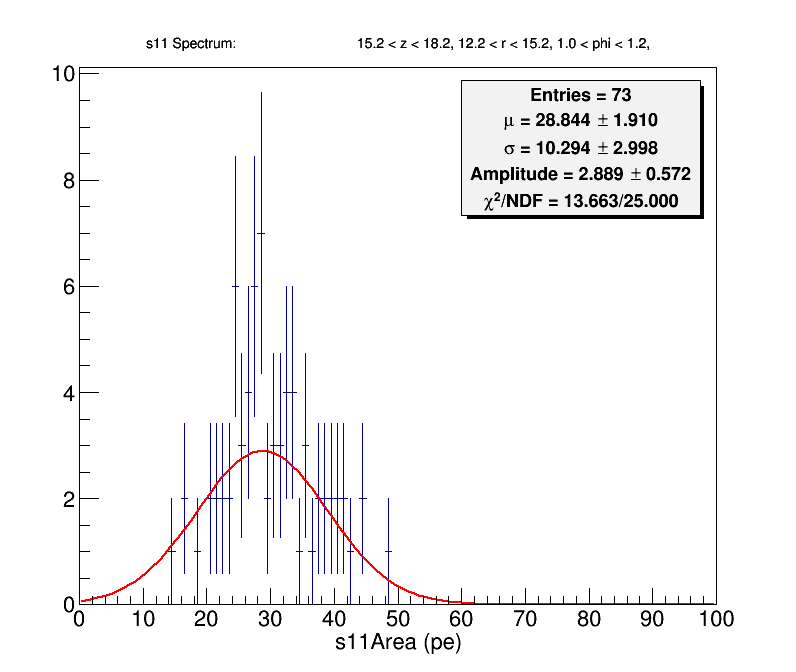 s11 Spectrum: 15.2 < z < 18.2, 12.2 < r < 15.2, 1.0 < phi < 1.2,
Entries = 73
μ = 28.844 ± 1.910
σ = 10.294 ± 2.998
Amplitude = 2.889 ± 0.572
χ²/NDF = 13.663/25.000
10
8
6
4
2
0
0 10 20 30 40 50 60 70 80 90 100
s11Area (pe)